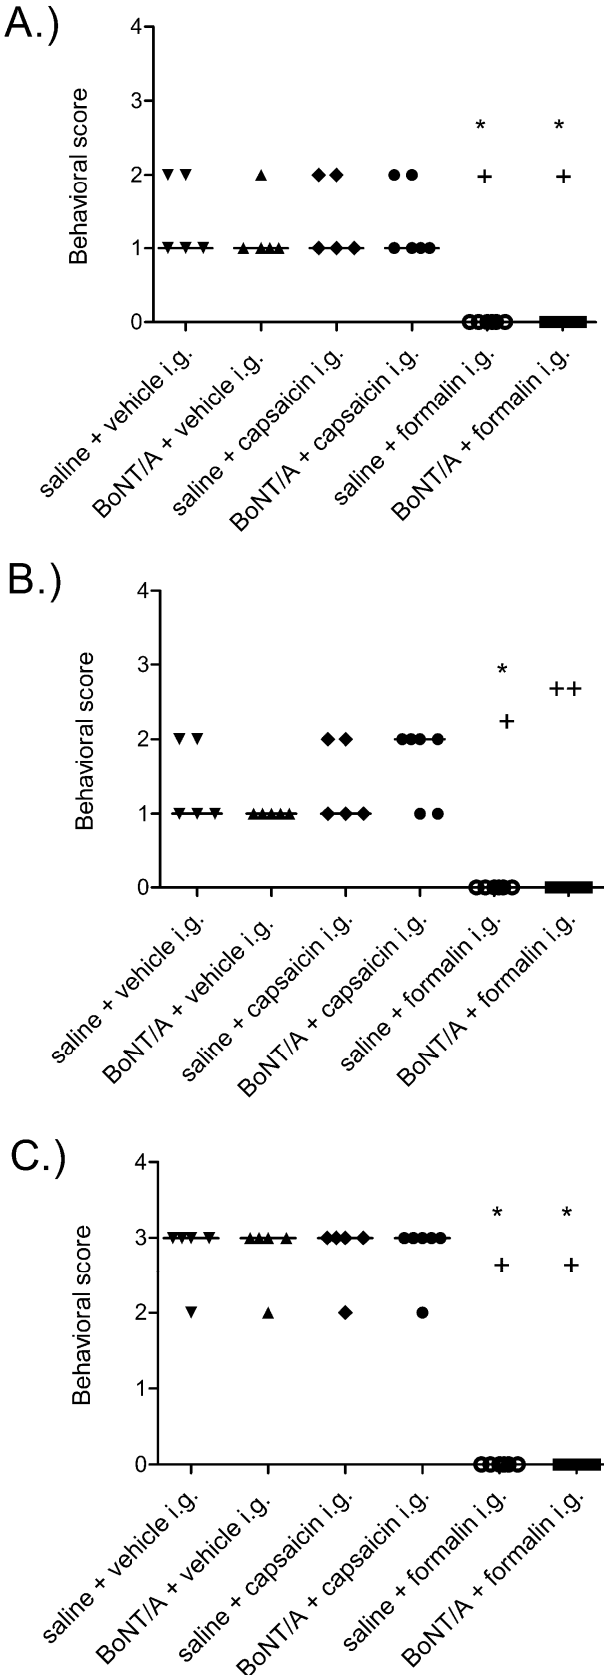 A.)
Behavioral score
4
3
2
1
0
* *
+ +
saline + vehicle i.g.
BoNT/A + vehicle i.g.
saline + capsaicin i.g.
BoNT/A + capsaicin i.g.
saline + formalin i.g.
BoNT/A + formalin i.g.
B.)
Behavioral score
4
3
2
1
0
*
++
+
saline + vehicle i.g.
BoNT/A + vehicle i.g.
saline + capsaicin i.g.
BoNT/A + capsaicin i.g.
saline + formalin i.g.
BoNT/A + formalin i.g.
C.)
Behavioral score
4
3
2
1
0
* *
+ +
saline + vehicle i.g.
BoNT/A + vehicle i.g.
saline + capsaicin i.g.
BoNT/A + capsaicin i.g.
saline + formalin i.g.
BoNT/A + formalin i.g.